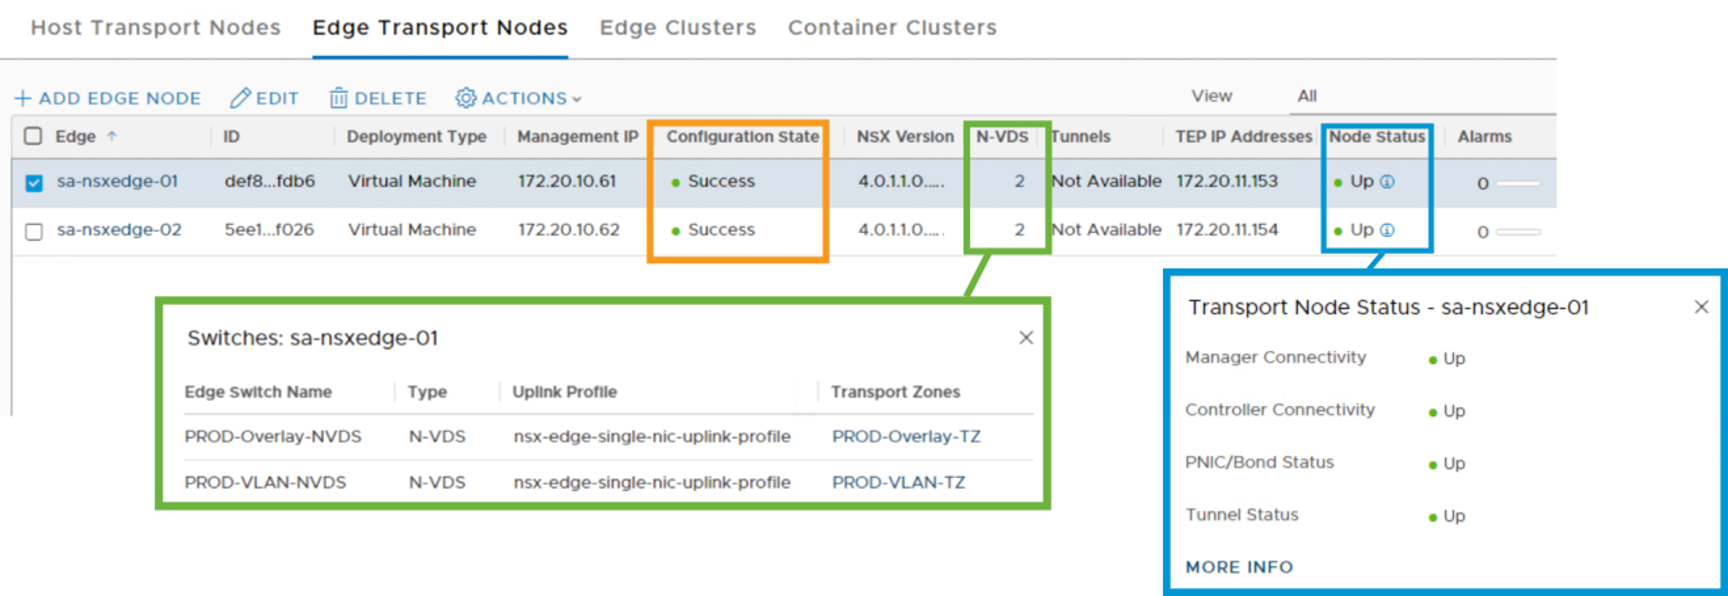 Host Transport Nodes Edge Transport Nodes Edge Clusters Container Clusters
+ ADD EDGE NODE EDIT DELETE ACTIONS View All
Edge ↑ ID Deployment Type Management IP Configuration State NSX Version N-VDS Tunnels TEP IP Addresses Node Status Alarms
sa-nsxedge-01 def8...fdb6 Virtual Machine 172.20.10.61 Success 4.0.1.1.0.... 2 Not Available 172.20.11.153 Up 0
sa-nsxedge-02 5ee1...f026 Virtual Machine 172.20.10.62 Success 4.0.1.1.0.... 2 Not Available 172.20.11.154 Up 0
Switches: sa-nsxedge-01
Edge Switch Name Type Uplink Profile Transport Zones
PROD-Overlay-NVDS N-VDS nsx-edge-single-nic-uplink-profile PROD-Overlay-TZ
PROD-VLAN-NVDS N-VDS nsx-edge-single-nic-uplink-profile PROD-VLAN-TZ
Transport Node Status - sa-nsxedge-01
Manager Connectivity Up
Controller Connectivity Up
PNIC/Bond Status Up
Tunnel Status Up
MORE INFO